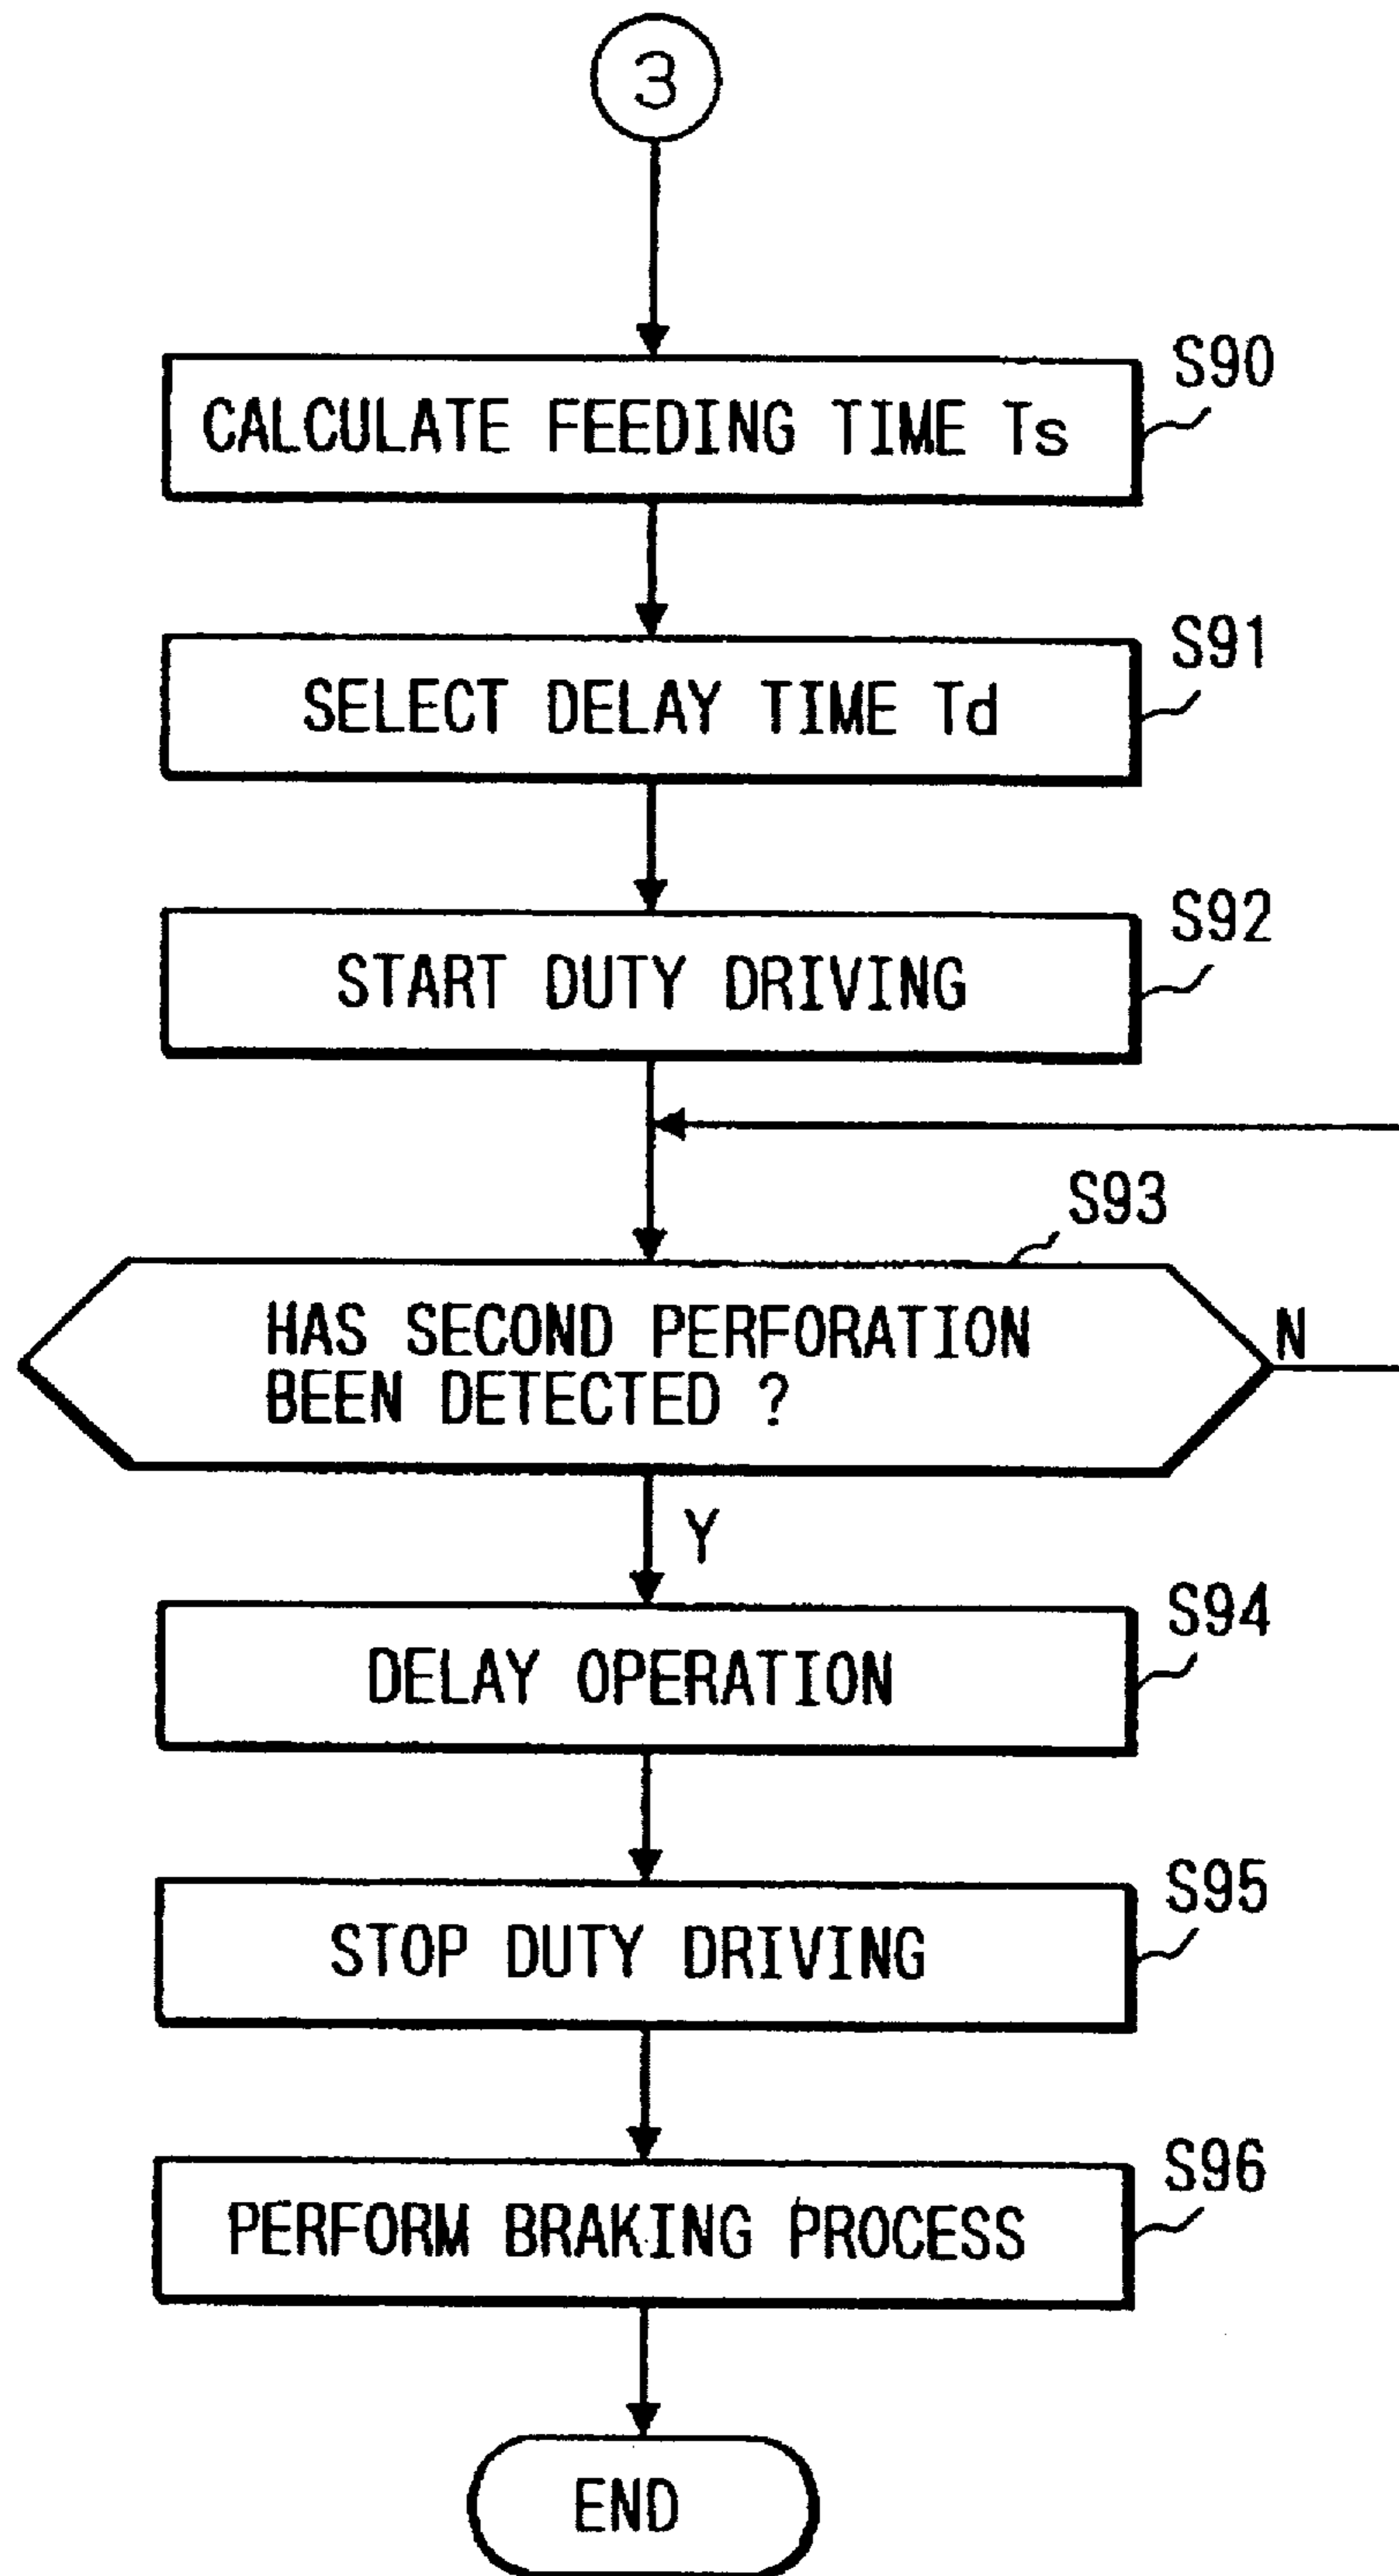 3
S90
CALCULATE FEEDING TIME Ts
S91
SELECT DELAY TIME Td
S92
START DUTY DRIVING
S93
HAS SECOND PERFORATION
BEEN DETECTED ?
N
Y
S94
DELAY OPERATION
S95
STOP DUTY DRIVING
S96
PERFORM BRAKING PROCESS
END